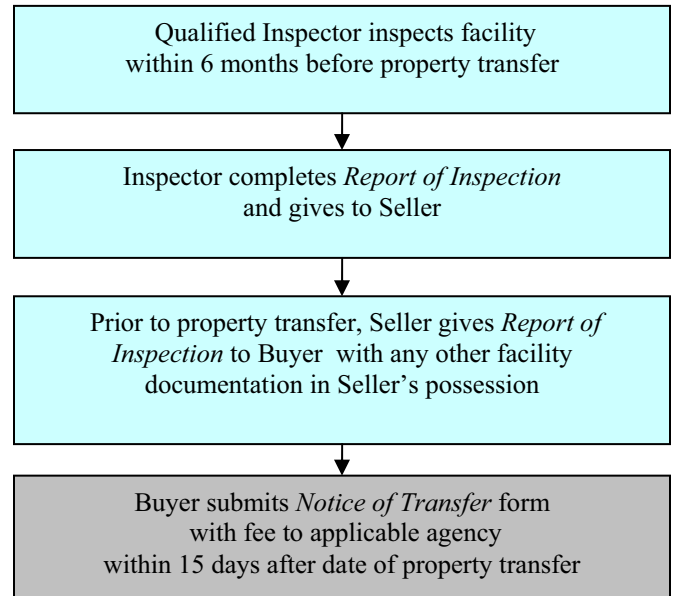 Qualified Inspector inspects facility
within 6 months before property transfer
Inspector completes Report of Inspection
and gives to Seller
Prior to property transfer, Seller gives Report of
Inspection to Buyer with any other facility
documentation in Seller's possession
Buyer submits Notice of Transfer form
with fee to applicable agency
within 15 days after date of property transfer